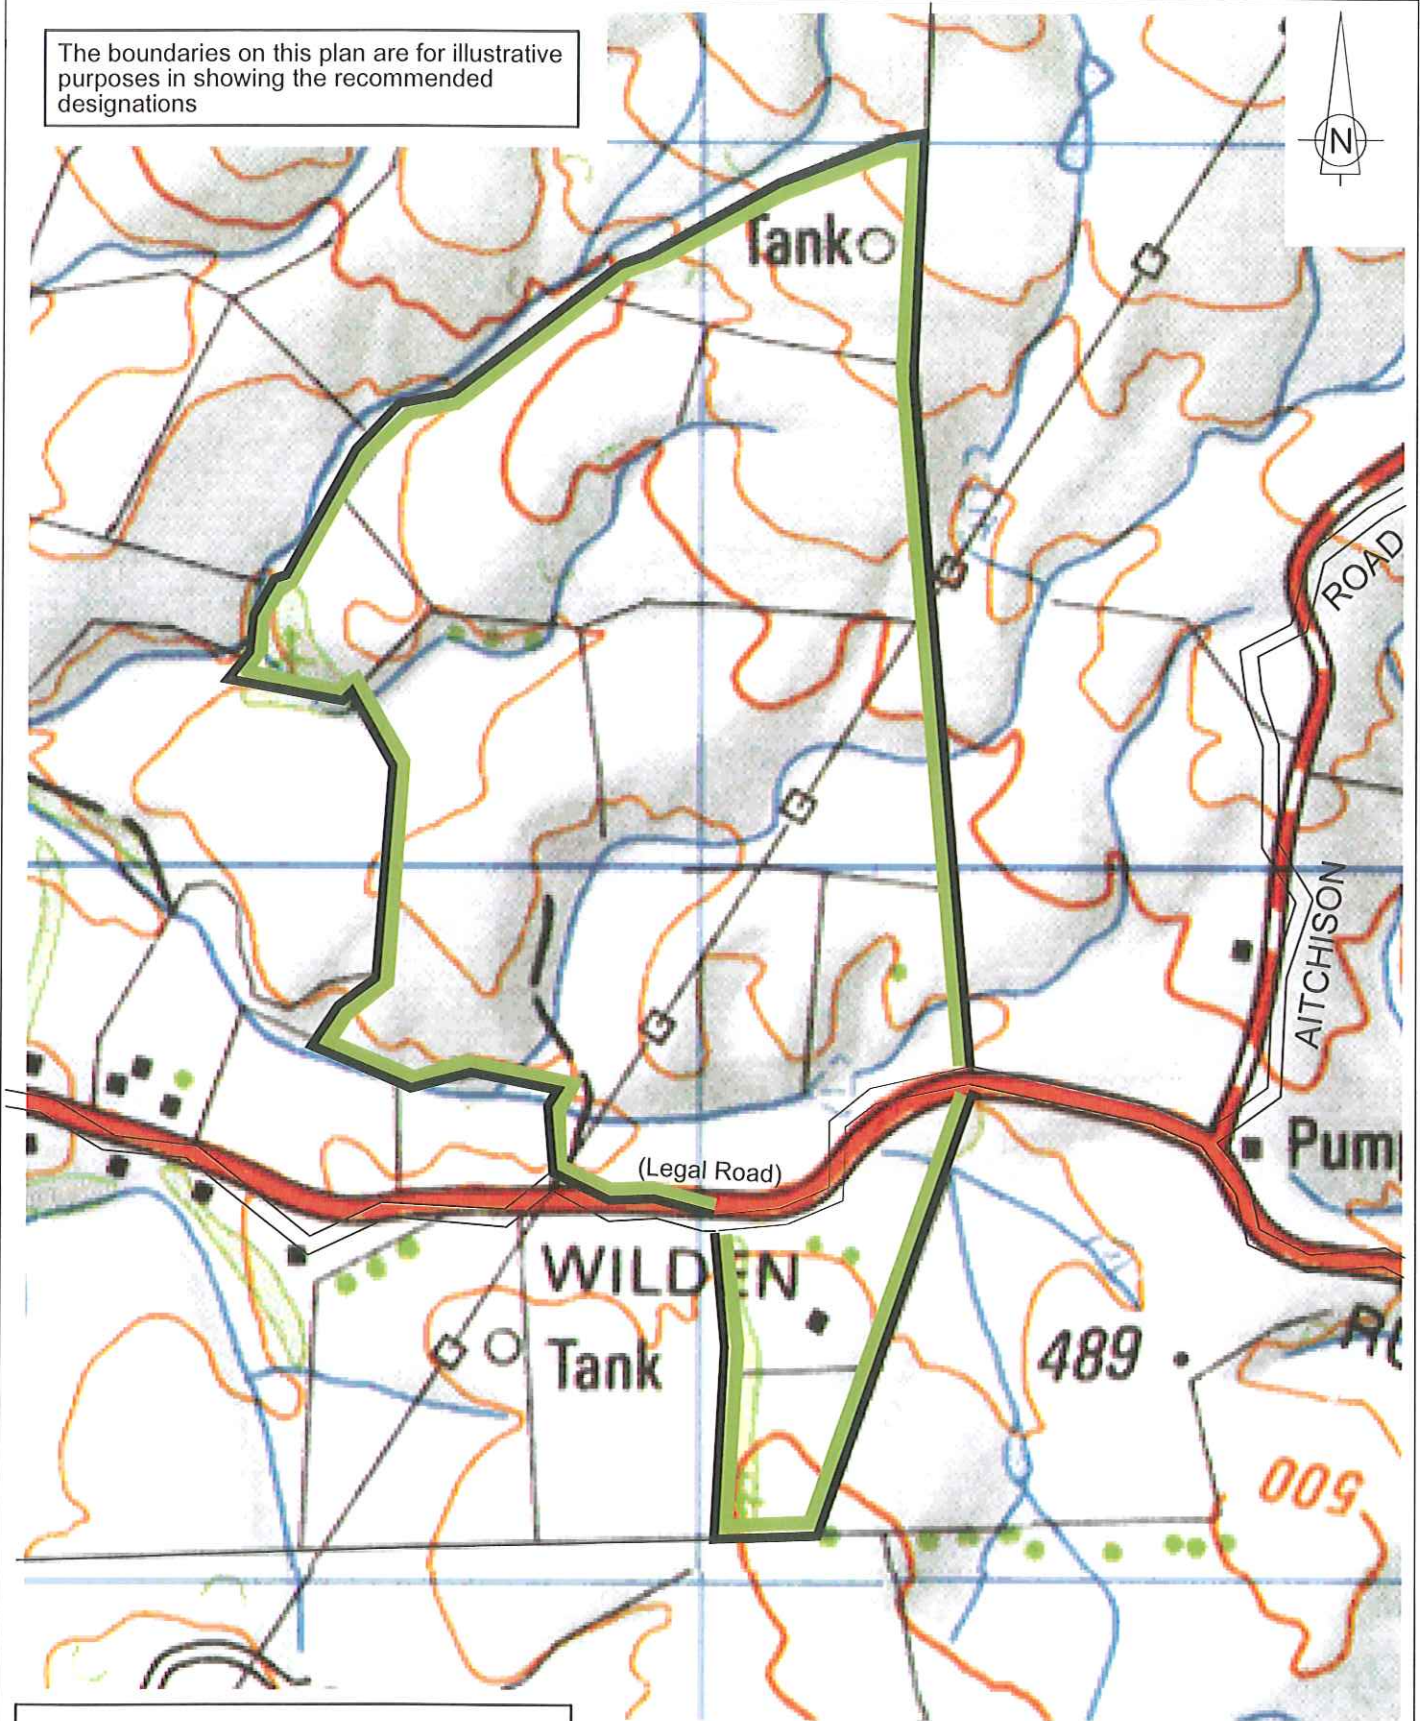 The boundaries on this plan are for illustrative
purposes in showing the recommended
designations
N
Tank
ROAD
AITCHISON
(Legal Road)
WILDEN
Tank
489
500